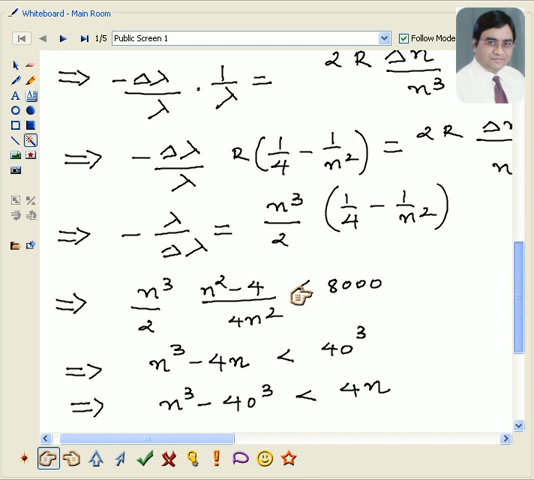 Whiteboard - Main Room
1/5 Public Screen 1 Follow Mode
⇒ -Δλ/λ · 1/λ = 2 R Δn/n³
⇒ -Δλ/λ R(1/4 - 1/n²) = 2 R Δn/n
⇒ -λ/Δλ = n³/2 (1/4 - 1/n²)
⇒ n³/2 n²-4/4n² < 8000
⇒ n³ - 4n < 40³
⇒ n³ - 40³ < 4n